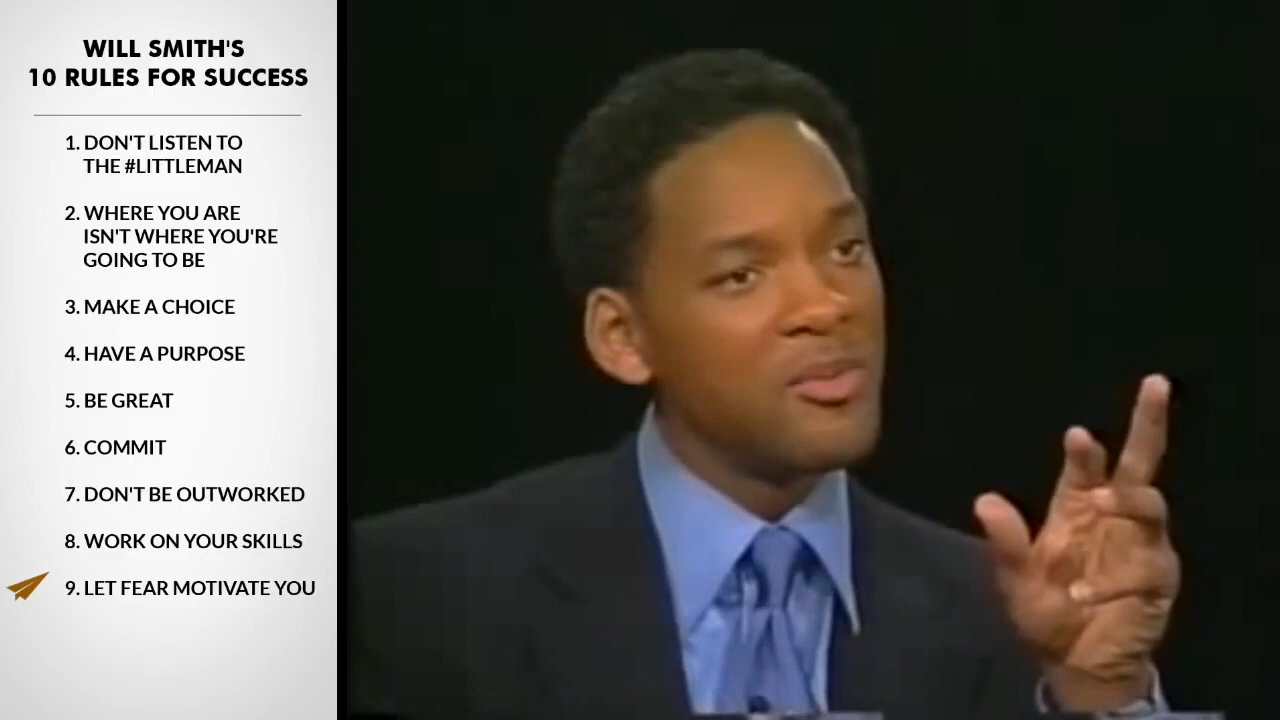 WILL SMITH'S
10 RULES FOR SUCCESS
1. DON'T LISTEN TO
THE #LITTLEMAN
2. WHERE YOU ARE
ISN'T WHERE YOU'RE
GOING TO BE
3. MAKE A CHOICE
4. HAVE A PURPOSE
5. BE GREAT
6. COMMIT
7. DON'T BE OUTWORKED
8. WORK ON YOUR SKILLS
9. LET FEAR MOTIVATE YOU